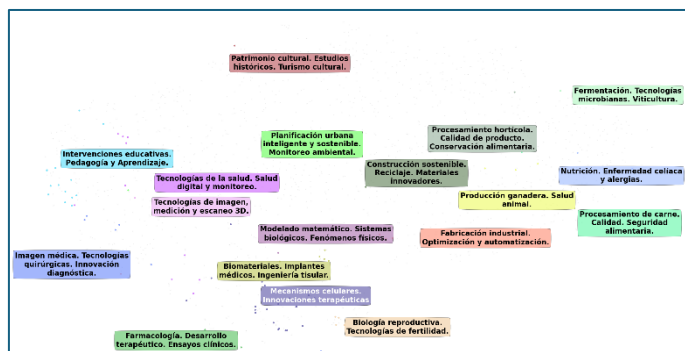 Patrimonio cultural. Estudios
históricos. Turismo cultural.
Fermentación. Tecnologías
microbianas. Viticultura.
Procesamiento hortícola.
Calidad de producto.
Conservación alimentaria.
Planificación urbana
inteligente y sostenible.
Monitoreo ambiental.
Intervenciones educativas.
Pedagogía y Aprendizaje.
Construcción sostenible.
Reciclaje. Materiales
innovadores.
Nutrición. Enfermedad celíaca
y alergias.
Tecnologías de la salud. Salud
digital y monitoreo.
Producción ganadera. Salud
animal.
Tecnologías de imagen,
medición y escaneo 3D.
Procesamiento de carne.
Calidad. Seguridad
alimentaria.
Modelado matemático. Sistemas
biológicos. Fenómenos físicos.
Fabricación industrial.
Optimización y automatización.
Imagen médica. Tecnologías
quirúrgicas. Innovación
diagnóstica.
Biomateriales. Implantes
médicos. Ingeniería tisular.
Mecanismos celulares.
Innovaciones terapéuticas
Biología reproductiva.
Tecnologías de fertilidad.
Farmacología. Desarrollo
terapéutico. Ensayos clínicos.